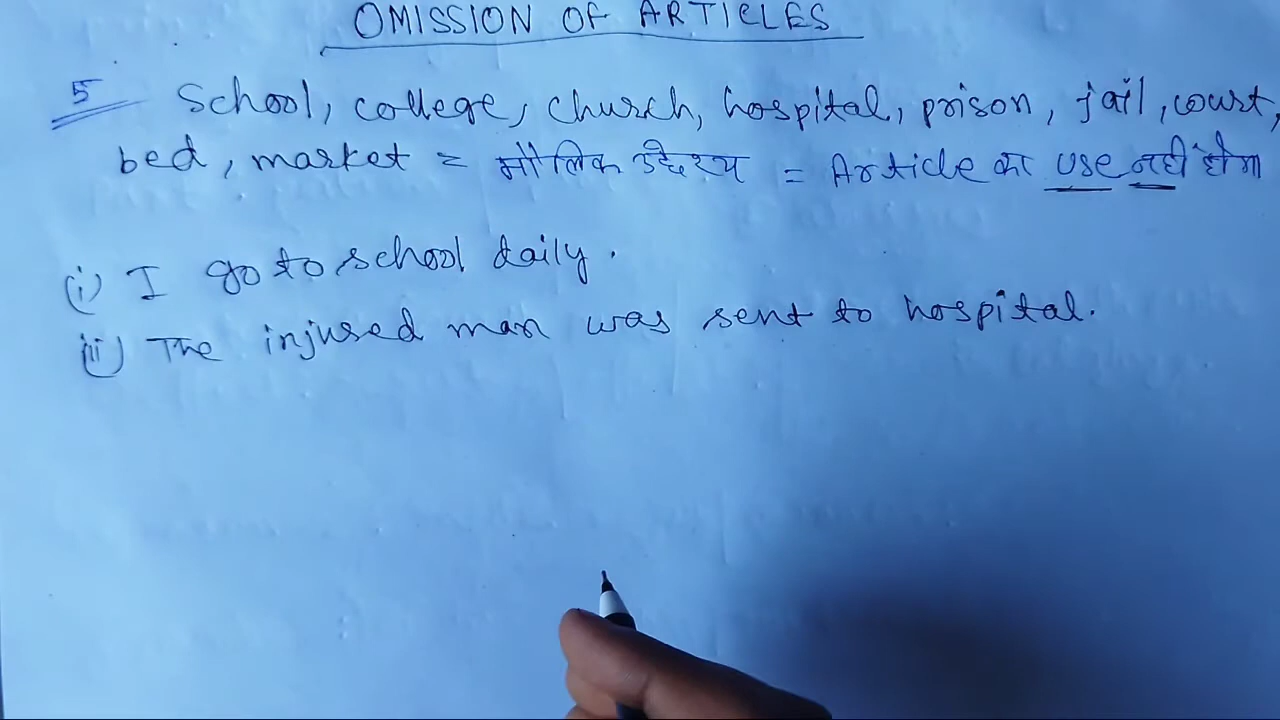 OMISSION OF ARTICLES
5 School, college, church, hospital, prison, jail, court,
bed, market = मौलिक उद्देश्य = Article का use नहीं होगा
(i) I go to school daily.
(ii) The injured man was sent to hospital.